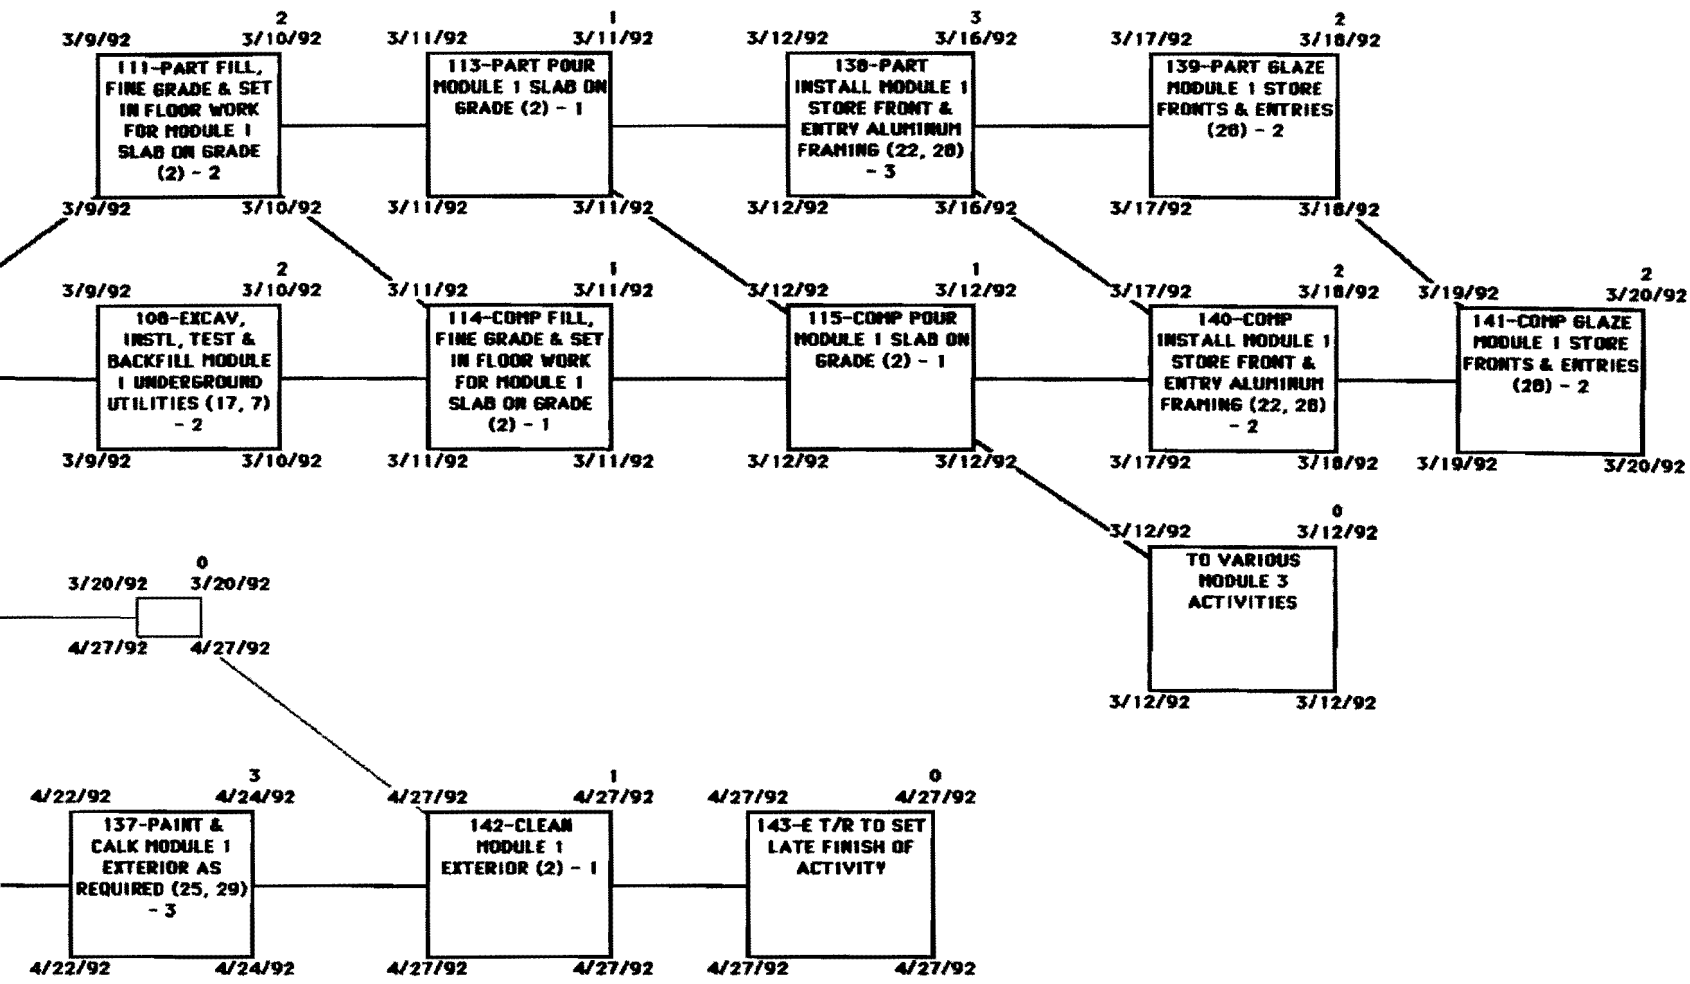 2
3/9/92 3/10/92
111-PART FILL,
FINE GRADE & SET
IN FLOOR WORK
FOR MODULE 1
SLAB ON GRADE
(2) - 2
3/9/92 3/10/92
1
3/11/92 3/11/92
113-PART POUR
MODULE 1 SLAB ON
GRADE (2) - 1
3/11/92 3/11/92
3
3/12/92 3/16/92
138-PART
INSTALL MODULE 1
STORE FRONT &
ENTRY ALUMINUM
FRAMING (22, 28)
- 3
3/12/92 3/16/92
2
3/17/92 3/18/92
139-PART GLAZE
MODULE 1 STORE
FRONTS & ENTRIES
(28) - 2
3/17/92 3/18/92
2
3/9/92 3/10/92
108-EXCAV,
INSTL, TEST &
BACKFILL MODULE
1 UNDERGROUND
UTILITIES (17, 7)
- 2
3/9/92 3/10/92
1
3/11/92 3/11/92
114-COMP FILL,
FINE GRADE & SET
IN FLOOR WORK
FOR MODULE 1
SLAB ON GRADE
(2) - 1
3/11/92 3/11/92
1
3/12/92 3/12/92
115-COMP POUR
MODULE 1 SLAB ON
GRADE (2) - 1
3/12/92 3/12/92
2
3/17/92 3/18/92
140-COMP
INSTALL MODULE 1
STORE FRONT &
ENTRY ALUMINUM
FRAMING (22, 28)
- 2
3/17/92 3/18/92
2
3/19/92 3/20/92
141-COMP GLAZE
MODULE 1 STORE
FRONTS & ENTRIES
(28) - 2
3/19/92 3/20/92
0
3/12/92 3/12/92
TO VARIOUS
MODULE 3
ACTIVITIES
3/12/92 3/12/92
0
3/20/92 3/20/92
4/27/92 4/27/92
3
4/22/92 4/24/92
137-PAINT &
CALK MODULE 1
EXTERIOR AS
REQUIRED (25, 29)
- 3
4/22/92 4/24/92
1
4/27/92 4/27/92
142-CLEAN
MODULE 1
EXTERIOR (2) - 1
4/27/92 4/27/92
0
4/27/92 4/27/92
143-E T/R TO SET
LATE FINISH OF
ACTIVITY
4/27/92 4/27/92